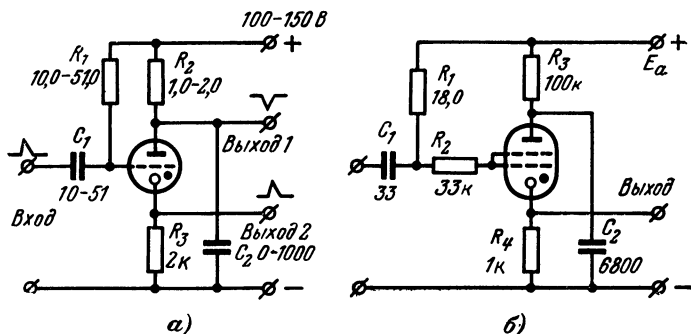 100-150 В
+
R₁
10,0-51,0
R₂
1,0-2,0
C₁
10-51
Вход
Выход 1
Выход 2
R₃
2к
C₂ 0-1000
−
а)
+
Eа
R₁
18,0
R₃
100к
C₁
33
R₂
33к
Выход
R₄
1к
C₂
6800
−
б)